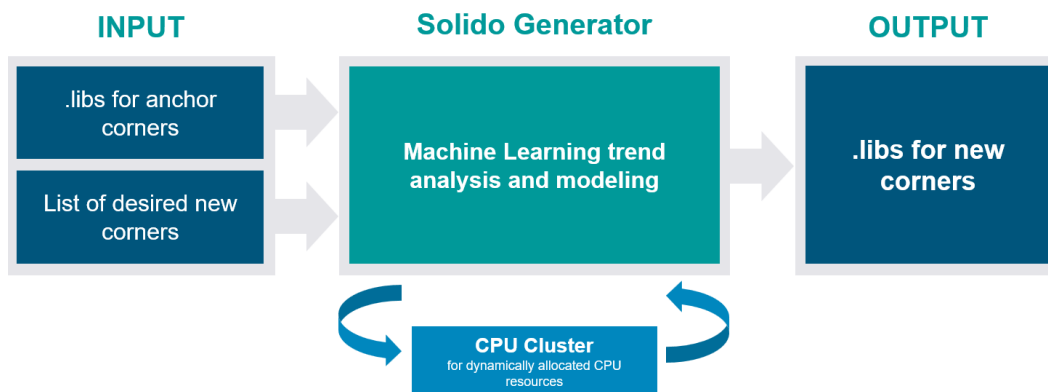 INPUT
Solido Generator
OUTPUT
.libs for anchor
corners
List of desired new
corners
Machine Learning trend
analysis and modeling
.libs for new
corners
CPU Cluster
for dynamically allocated CPU
resources